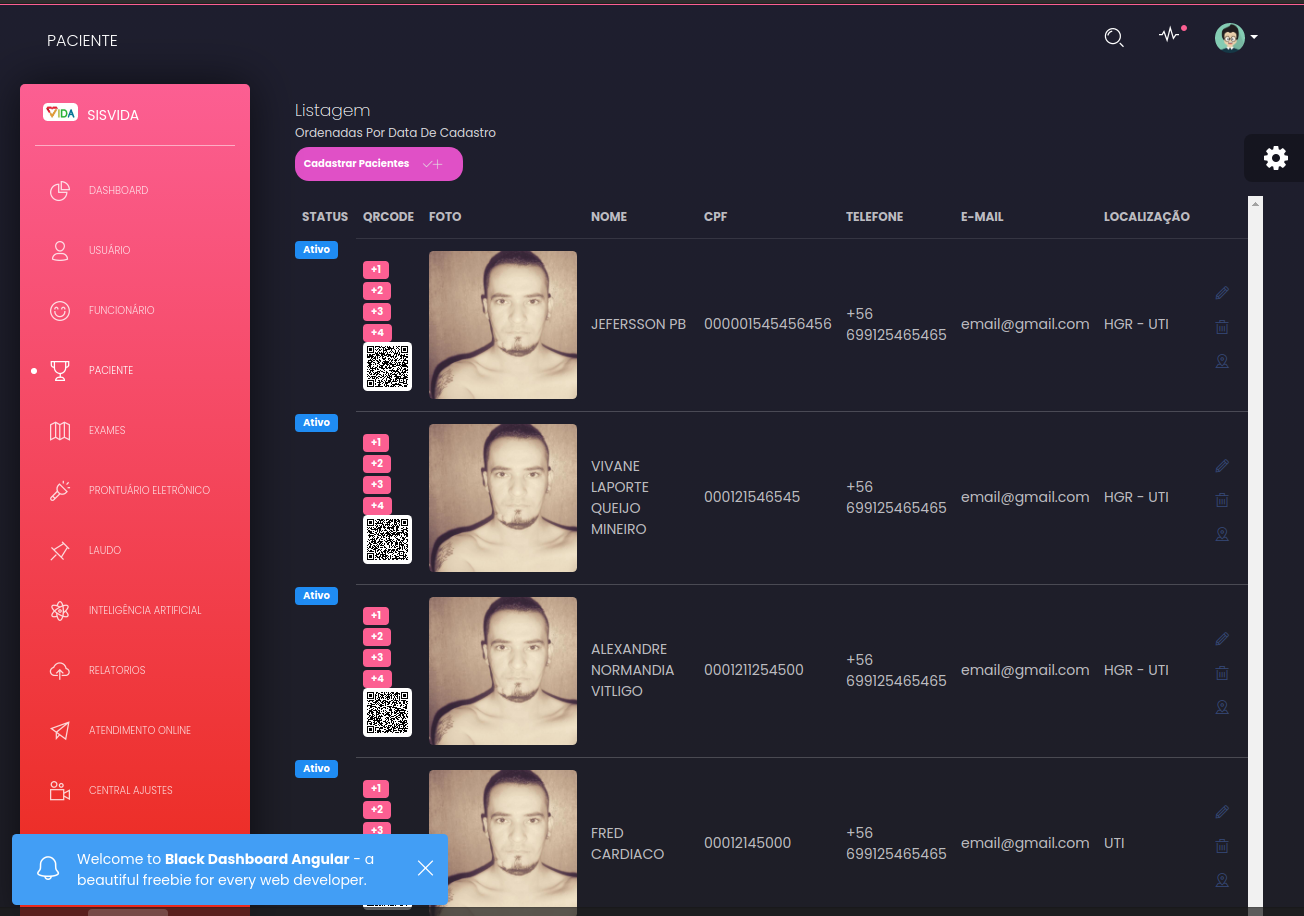 PACIENTE
VIDA SISVIDA
DASHBOARD
USUÁRIO
FUNCIONÁRIO
PACIENTE
EXAMES
PRONTUÁRIO ELETRÔNICO
LAUDO
INTELIGÊNCIA ARTIFICIAL
RELATORIOS
ATENDIMENTO ONLINE
CENTRAL AJUSTES
Listagem
Ordenadas Por Data De Cadastro
Cadastrar Pacientes
STATUS QRCODE FOTO NOME CPF TELEFONE E-MAIL LOCALIZAÇÃO
Ativo
+1
+2
+3
+4
JEFERSSON PB
000001545456456
+56
699125465465
email@gmail.com
HGR - UTI
Ativo
+1
+2
+3
+4
VIVANE
LAPORTE
QUEIJO
MINEIRO
000121546545
+56
699125465465
email@gmail.com
HGR - UTI
Ativo
+1
+2
+3
+4
ALEXANDRE
NORMANDIA
VITLIGO
0001211254500
+56
699125465465
email@gmail.com
HGR - UTI
Ativo
+1
+2
+3
FRED
CARDIACO
00012145000
+56
699125465465
email@gmail.com
UTI
Welcome to Black Dashboard Angular - a
beautiful freebie for every web developer.